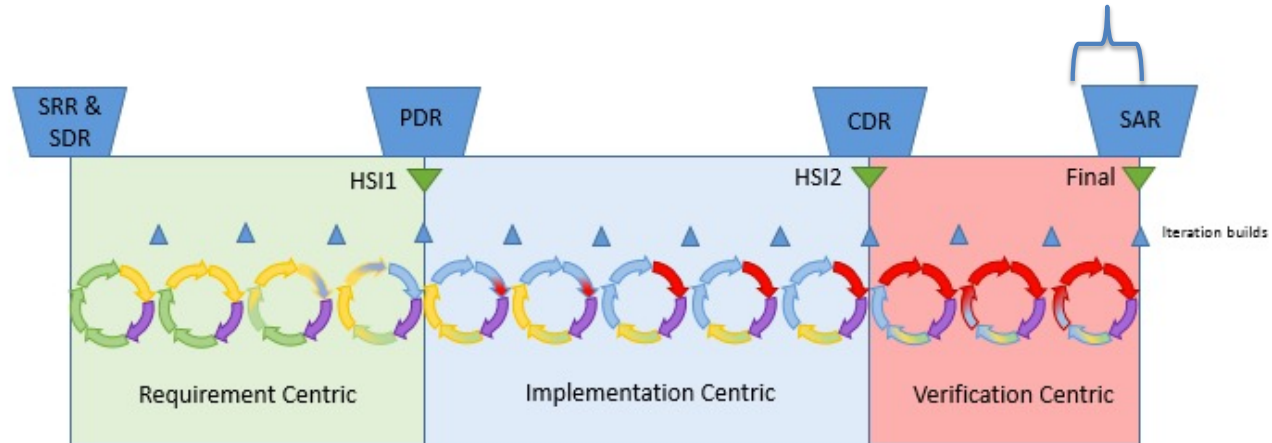 SRR &
SDR
PDR
CDR
SAR
HSI1
HSI2
Final
Iteration builds
Requirement Centric
Implementation Centric
Verification Centric